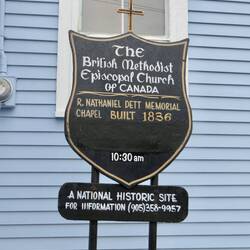 The
British Methodist
Episcopal Church
OF CANADA
R. NATHANIEL DETT MEMORIAL
CHAPEL BUILT 1836
10:30 am
A NATIONAL HISTORIC SITE
FOR INFORMATION (905)358-9957